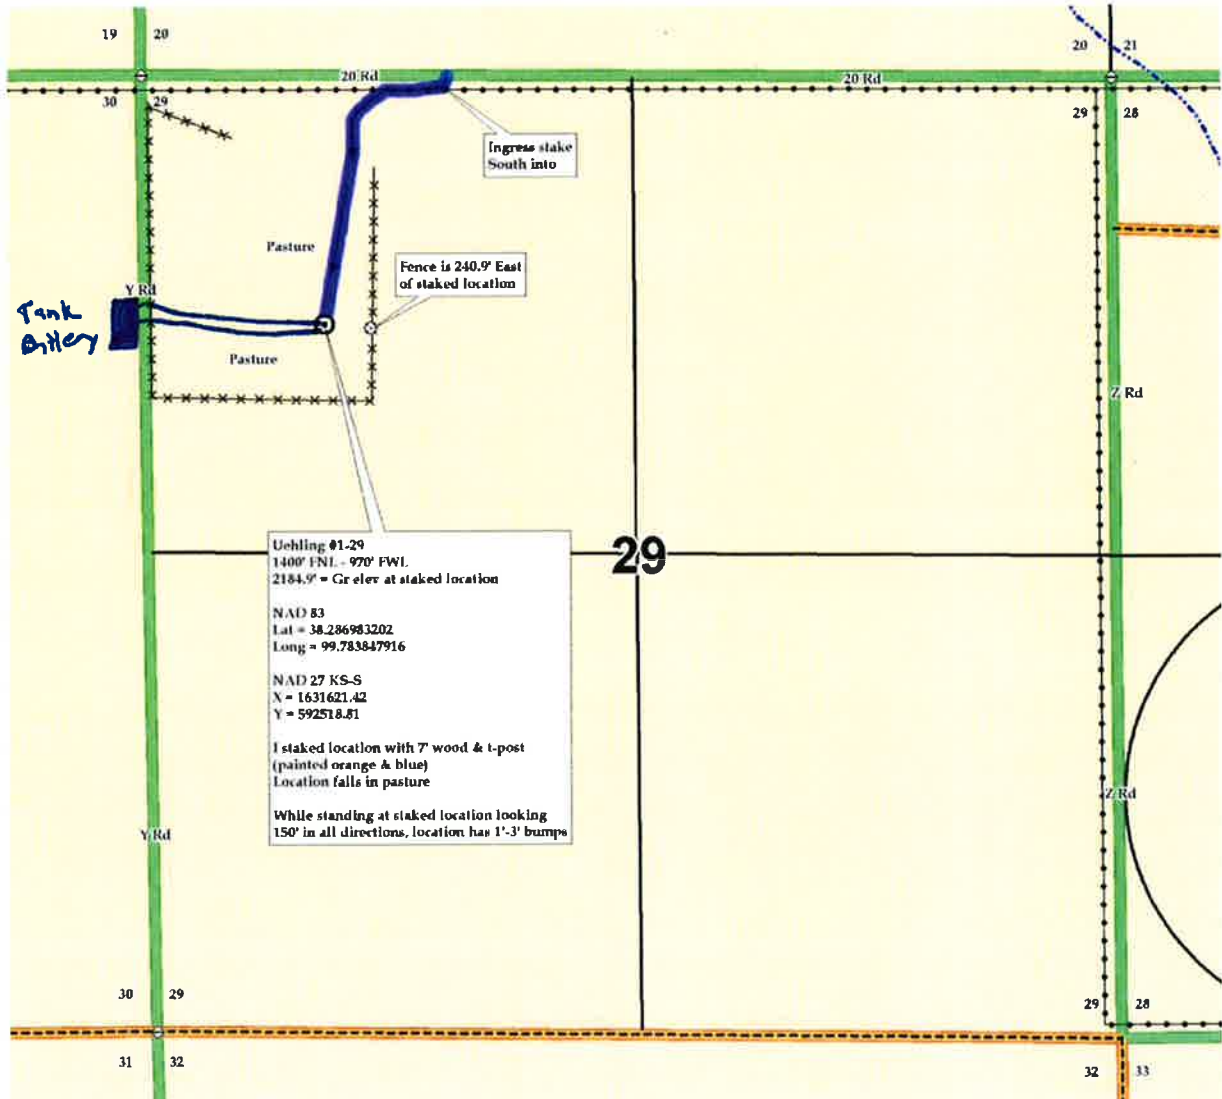 19 20
20 21
20 Rd
20 Rd
30 29
29 28
Ingress stake
South into
Pasture
Fence is 240.9' East
of staked location
Y Rd
Tank
Battery
Pasture
Z Rd
29
Uehling #1-29
1400' FNL - 970' FWL
2184.9' = Gr elev at staked location
NAD 83
Lat = 38.286983202
Long = 99.783847916
NAD 27 KS-S
X = 1631621.42
Y = 592518.81
I staked location with 7' wood & t-post
(painted orange & blue)
Location falls in pasture
While standing at staked location looking
150' in all directions, location has 1'-3' bumps
Z Rd
Y Rd
30 29
29 28
31 32
32 33